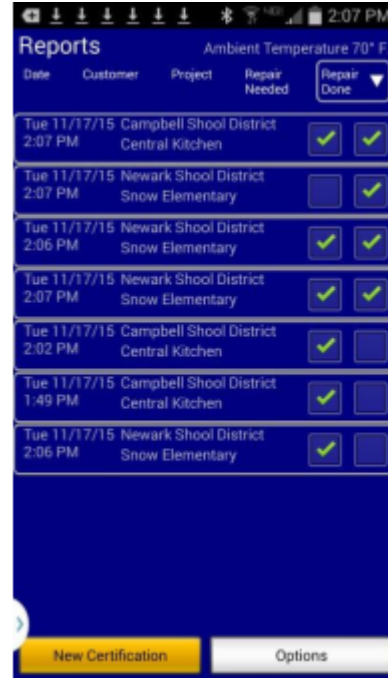 2:07 PM
Reports
Ambient Temperature 70° F
Date Customer Project Repair Needed Repair Done
Tue 11/17/15 Campbell Shool District
2:07 PM Central Kitchen
Tue 11/17/15 Newark Shool District
2:07 PM Snow Elementary
Tue 11/17/15 Newark Shool District
2:06 PM Snow Elementary
Tue 11/17/15 Newark Shool District
2:07 PM Snow Elementary
Tue 11/17/15 Campbell Shool District
2:02 PM Central Kitchen
Tue 11/17/15 Campbell Shool District
1:49 PM Central Kitchen
Tue 11/17/15 Newark Shool District
2:06 PM Snow Elementary
New Certification Options